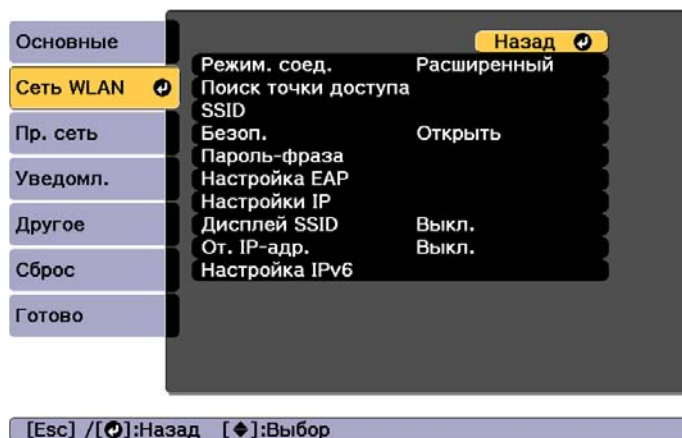 Основные
Сеть WLAN
Пр. сеть
Уведомл.
Другое
Сброс
Готово
Назад
Режим. соед. Расширенный
Поиск точки доступа
SSID
Безоп. Открыть
Пароль-фраза
Настройка EAP
Настройки IP
Дисплей SSID Выкл.
От. IP-адр. Выкл.
Настройка IPv6
[Esc] /[⏎]:Назад [◆]:Выбор